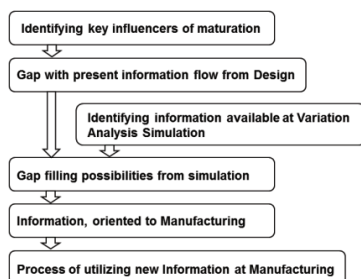 Identifying key influencers of maturation
Gap with present information flow from Design
Identifying information available at Variation
Analysis Simulation
Gap filling possibilities from simulation
Information, oriented to Manufacturing
Process of utilizing new Information at Manufacturing